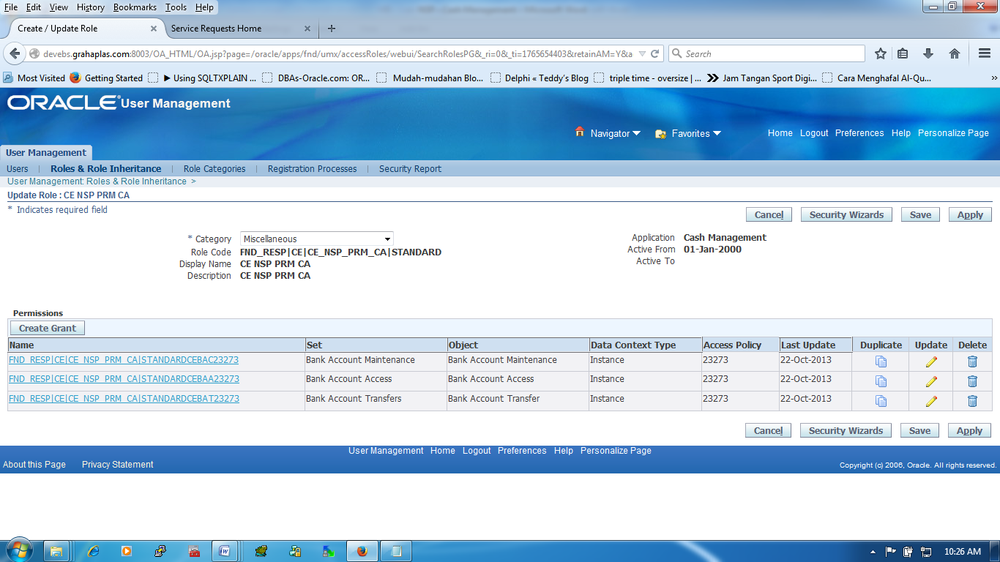 File Edit View History Bookmarks Tools Help
Create / Update Role × Service Requests Home × +
devebs.grahaplas.com:8003/OA_HTML/OA.jsp?page=/oracle/apps/fnd/umx/accessRoles/webui/SearchRolesPG&_ri=0&_ti=1765654403&retainAM=Y&a Search
Most Visited Getting Started ▶ Using SQLTXPLAIN ... DBAs-Oracle.com: OR... Mudah-mudahan Blo... Delphi « Teddy's Blog triple time - oversize | ... Jam Tangan Sport Digi... Cara Menghafal Al-Qu... »
ORACLE® User Management
Navigator Favorites Home Logout Preferences Help Personalize Page
User Management
Users | Roles & Role Inheritance | Role Categories | Registration Processes | Security Report
User Management: Roles & Role Inheritance >
Update Role : CE NSP PRM CA
* Indicates required field
Cancel Security Wizards Save Apply
* Category Miscellaneous Application Cash Management
Role Code FND_RESP|CE|CE_NSP_PRM_CA|STANDARD Active From 01-Jan-2000
Display Name CE NSP PRM CA Active To
Description CE NSP PRM CA
Permissions
Create Grant
Name Set Object Data Context Type Access Policy Last Update Duplicate Update Delete
FND_RESP|CE|CE_NSP_PRM_CA|STANDARDCEBAC23273 Bank Account Maintenance Bank Account Maintenance Instance 23273 22-Oct-2013
FND_RESP|CE|CE_NSP_PRM_CA|STANDARDCEBAA23273 Bank Account Access Bank Account Access Instance 23273 22-Oct-2013
FND_RESP|CE|CE_NSP_PRM_CA|STANDARDCEBAT23273 Bank Account Transfers Bank Account Transfer Instance 23273 22-Oct-2013
Cancel Security Wizards Save Apply
User Management Home Logout Preferences Help Personalize Page
About this Page Privacy Statement Copyright (c) 2006, Oracle. All rights reserved.
10:26 AM